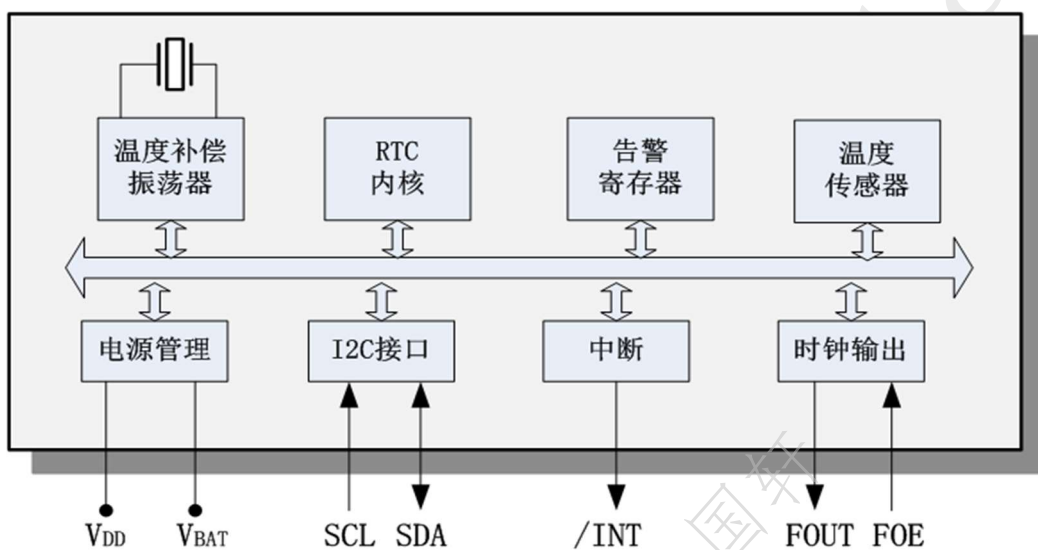 温度补偿
振荡器
RTC
内核
告警
寄存器
温度
传感器
电源管理
I2C接口
中断
时钟输出
VDD
VBAT
SCL
SDA
/INT
FOUT
FOE
国轩